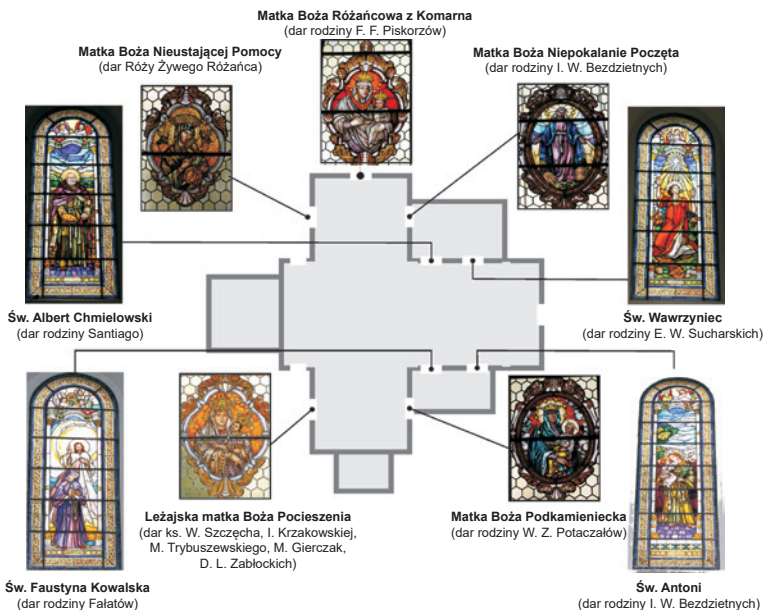 Matka Boża Różańcowa z Komarna
(dar rodziny F. F. Piskorzów)
Matka Boża Nieustającej Pomocy
(dar Róży Żywego Różańca)
Matka Boża Niepokalanie Poczęta
(dar rodziny I. W. Bezdzietnych)
Św. Albert Chmielowski
(dar rodziny Santiago)
Św. Wawrzyniec
(dar rodziny E. W. Sucharskich)
Leżajska matka Boża Pocieszenia
(dar ks. W. Szczęcha, I. Krzakowskiej,
M. Trybuszewskiego, M. Gierczak,
D. L. Zabłockich)
Matka Boża Podkamieniecka
(dar rodziny W. Z. Potaczałów)
Św. Faustyna Kowalska
(dar rodziny Fałatów)
Św. Antoni
(dar rodziny I. W. Bezdzietnych)